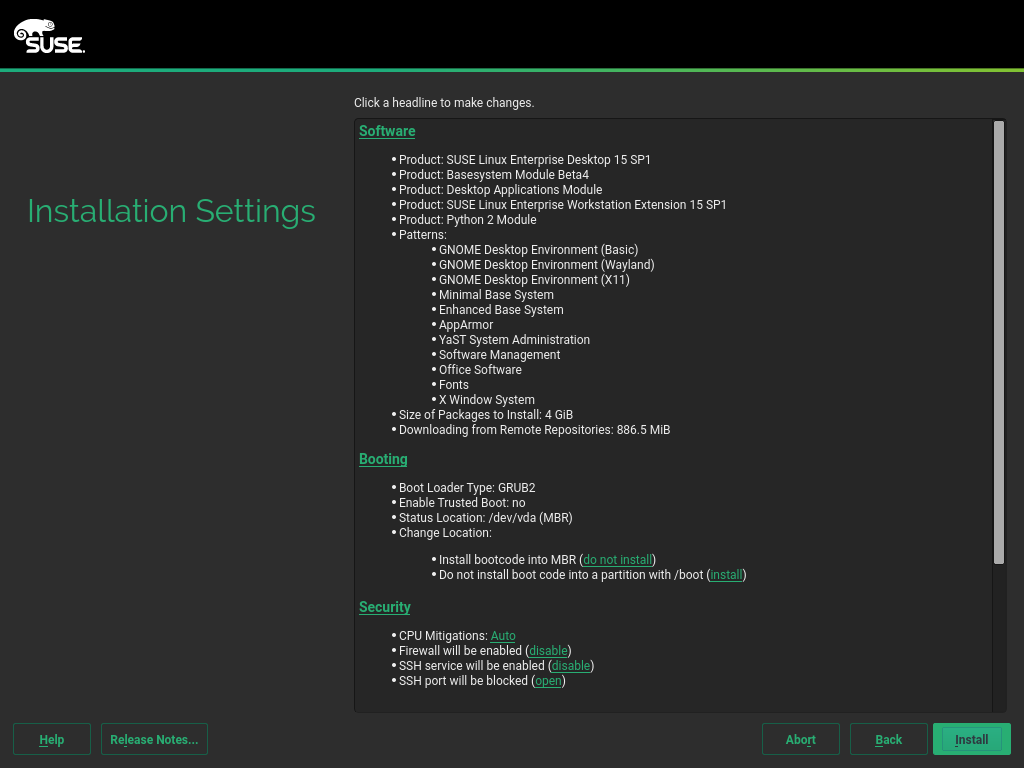 SUSE.
Click a headline to make changes.
Installation Settings
Software
• Product: SUSE Linux Enterprise Desktop 15 SP1
• Product: Basesystem Module Beta4
• Product: Desktop Applications Module
• Product: SUSE Linux Enterprise Workstation Extension 15 SP1
• Product: Python 2 Module
• Patterns:
• GNOME Desktop Environment (Basic)
• GNOME Desktop Environment (Wayland)
• GNOME Desktop Environment (X11)
• Minimal Base System
• Enhanced Base System
• AppArmor
• YaST System Administration
• Software Management
• Office Software
• Fonts
• X Window System
• Size of Packages to Install: 4 GiB
• Downloading from Remote Repositories: 886.5 MiB
Booting
• Boot Loader Type: GRUB2
• Enable Trusted Boot: no
• Status Location: /dev/vda (MBR)
• Change Location:
• Install bootcode into MBR (do not install)
• Do not install boot code into a partition with /boot (install)
Security
• CPU Mitigations: Auto
• Firewall will be enabled (disable)
• SSH service will be enabled (disable)
• SSH port will be blocked (open)
Help Release Notes... Abort Back Install